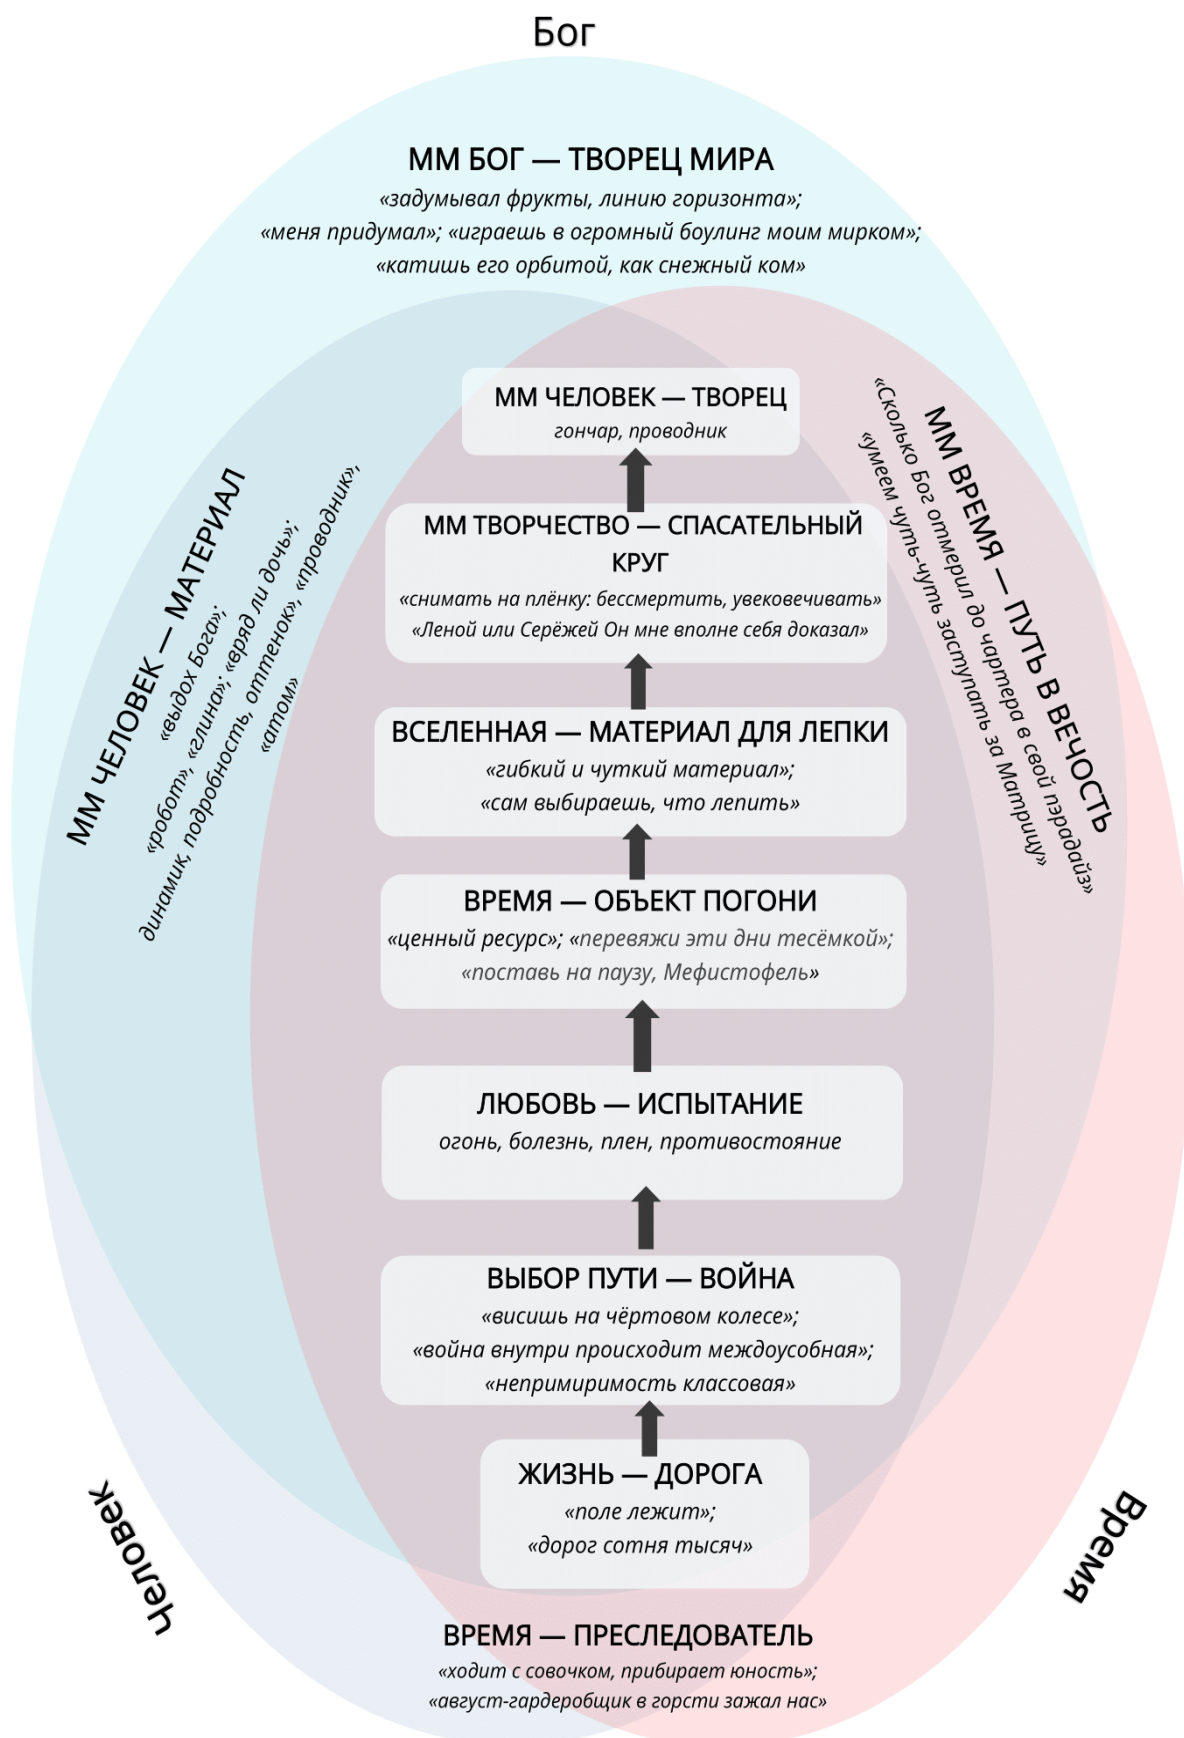 Бог
ММ БОГ — ТВОРЕЦ МИРА
«задумывал фрукты, линию горизонта»;
«меня придумал»; «играешь в огромный боулинг моим мирком»;
«катишь его орбитой, как снежный ком»
ММ ЧЕЛОВЕК — ТВОРЕЦ
гончар, проводник
ММ ТВОРЧЕСТВО — СПАСАТЕЛЬНЫЙ
КРУГ
«снимать на плёнку: бессмертить, увековечивать»
«Леной или Серёжей Он мне вполне себя доказал»
ВСЕЛЕННАЯ — МАТЕРИАЛ ДЛЯ ЛЕПКИ
«гибкий и чуткий материал»;
«сам выбираешь, что лепить»
ВРЕМЯ — ОБЪЕКТ ПОГОНИ
«ценный ресурс»; «перевяжи эти дни тесёмкой»;
«поставь на паузу, Мефистофель»
ЛЮБОВЬ — ИСПЫТАНИЕ
огонь, болезнь, плен, противостояние
ВЫБОР ПУТИ — ВОЙНА
«висишь на чёртовом колесе»;
«война внутри происходит междоусобная»;
«непримиримость классовая»
ЖИЗНЬ — ДОРОГА
«поле лежит»;
«дорог сотня тысяч»
ВРЕМЯ — ПРЕСЛЕДОВАТЕЛЬ
«ходит с совочком, прибирает юность»;
«август-гардеробщик в горсти зажал нас»
ММ ЧЕЛОВЕК — МАТЕРИАЛ
«выдох Бога»;
«робот», «глина»; «вряд ли дочь»;
динамик, подробность, оттенок», «проводник»,
«атом»
ММ ВРЕМЯ — ПУТЬ В ВЕЧОСТЬ
«Сколько Бог отмерил до чартера в свой пэрадайз»
«умеем чуть-чуть заступать за Матрицу»
Человек
Время